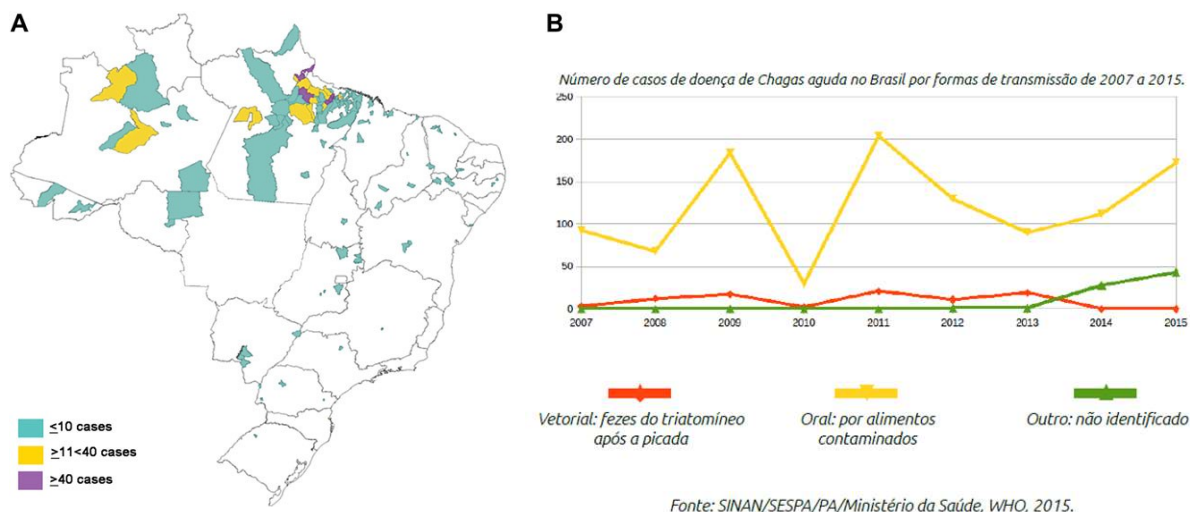 A
≤10 cases
≥11<40 cases
≥40 cases
B
Número de casos de doença de Chagas aguda no Brasil por formas de transmissão de 2007 a 2015.
250
200
150
100
50
0
2007 2008 2009 2010 2011 2012 2013 2014 2015
Vetorial: fezes do triatomíneo
após a picada
Oral: por alimentos
contaminados
Outro: não identificado
Fonte: SINAN/SESPA/PA/Ministério da Saúde, WHO, 2015.